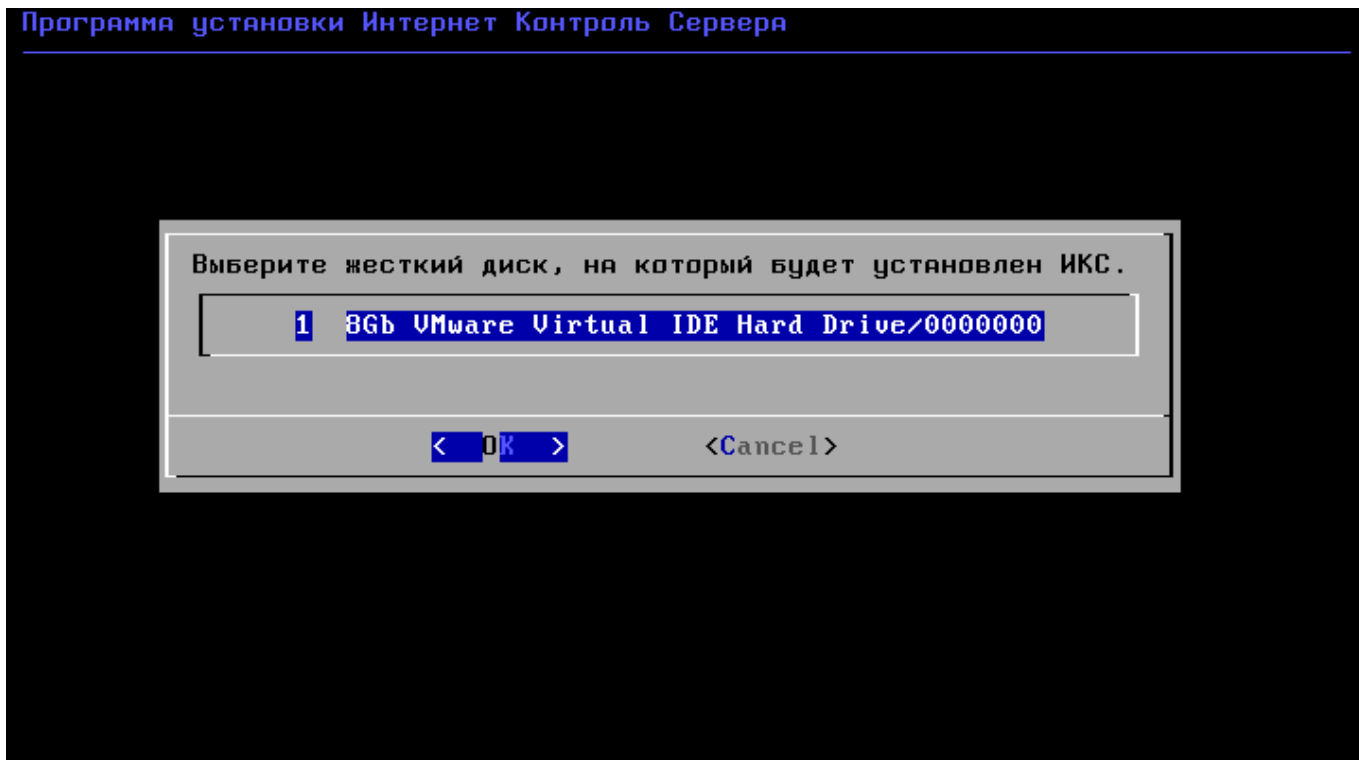 Программа установки Интернет Контроль Сервера
Выберите жесткий диск, на который будет установлен ИКС.
1 8Gb VMware Virtual IDE Hard Drive/0000000
< OK > <Cancel>